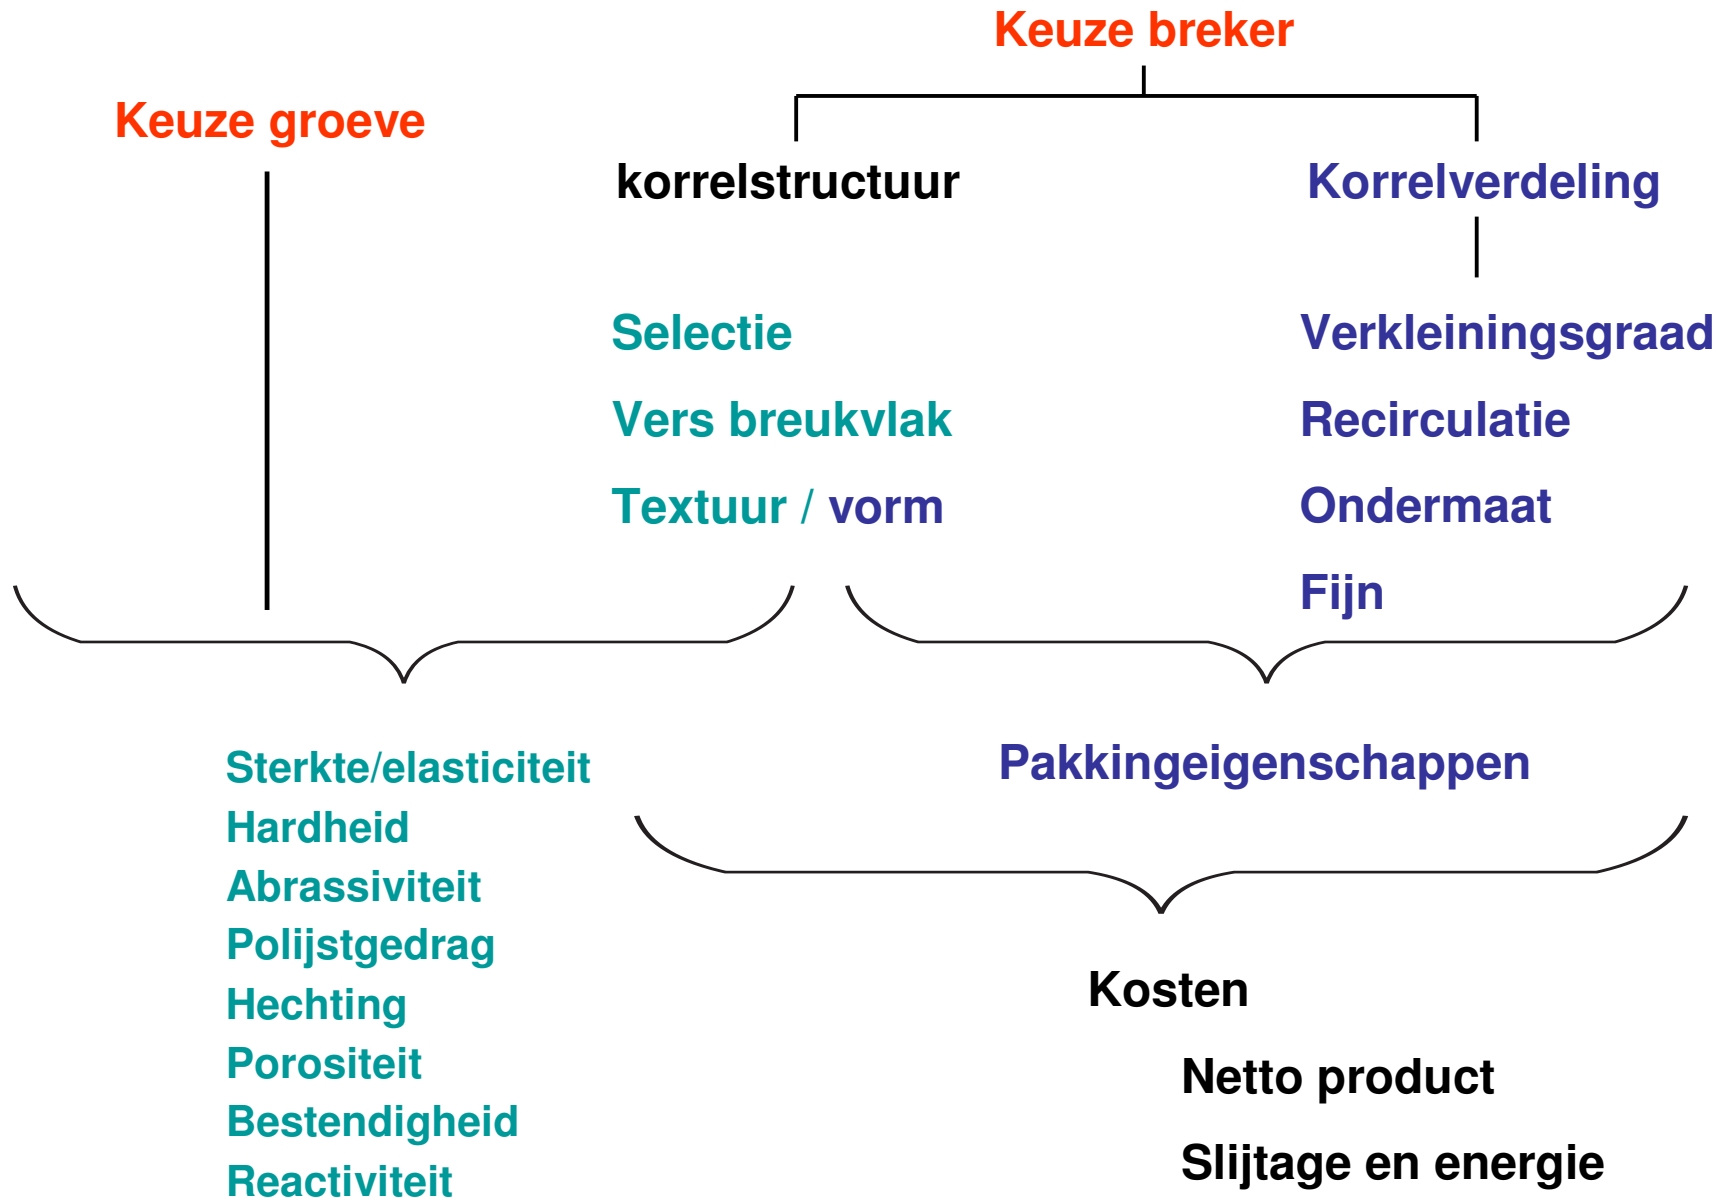 Keuze breker
Keuze groeve
korrelstructuur
Korrelverdeling
Selectie
Vers breukvlak
Textuur / vorm
Verkleiningsgraad
Recirculatie
Ondermaat
Fijn
Sterkte/elasticiteit
Hardheid
Abrassiviteit
Polijstgedrag
Hechting
Porositeit
Bestendigheid
Reactiviteit
Pakkingeigenschappen
Kosten
Netto product
Slijtage en energie